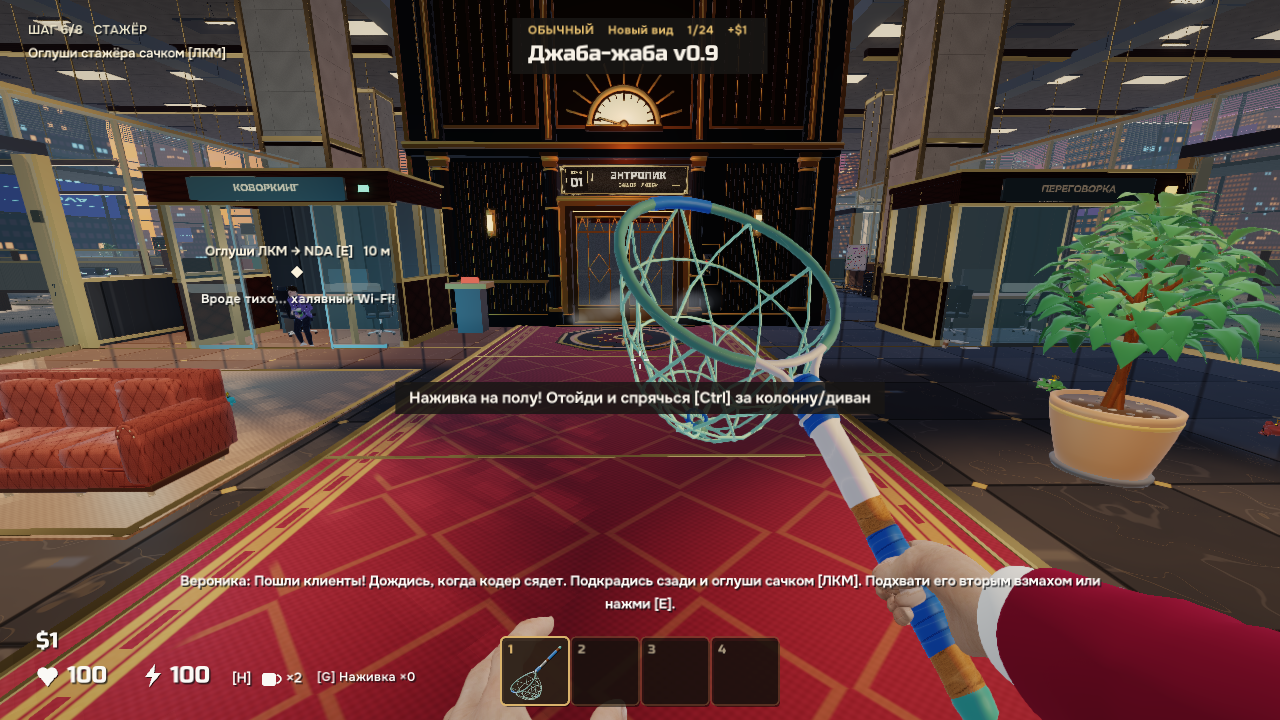 ШАГ 6/8 СТАЖЁР
Оглуши стажёра сачком [ЛКМ]
ОБЫЧНЫЙ Новый вид 1/24 +$1
Джаба-жаба v0.9
КОВОРКИНГ
01
ЭНТРОПИК
ПЕРЕГОВОРКА
Оглуши ЛКМ → NDA [E] 10 м
Вроде тихо... халявный Wi-Fi!
Наживка на полу! Отойди и спрячься [Ctrl] за колонну/диван
Вероника: Пошли клиенты! Дождись, когда кодер сядет. Подкрадись сзади и оглуши сачком [ЛКМ]. Подхвати его вторым взмахом или
нажми [E].
$1
100 100 [H] ×2 [G] Наживка ×0
1 2 3 4